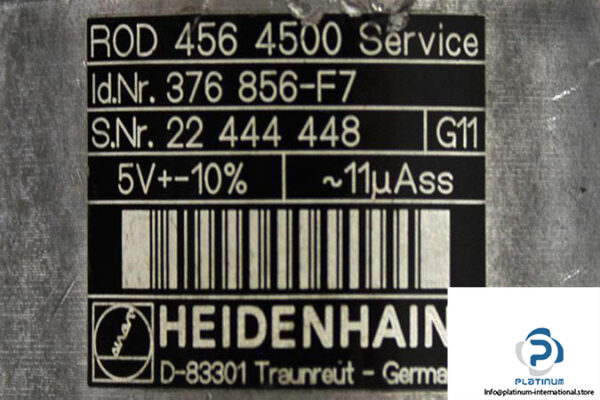 ROD 456 4500 Service
Id.Nr. 376 856-F7
S.Nr. 22 444 448 G11
5V+-10% ~11µAss
HEIDENHAIN
D-83301 Traunreut - Germa
PLATINUM
Info@platinum-international.store